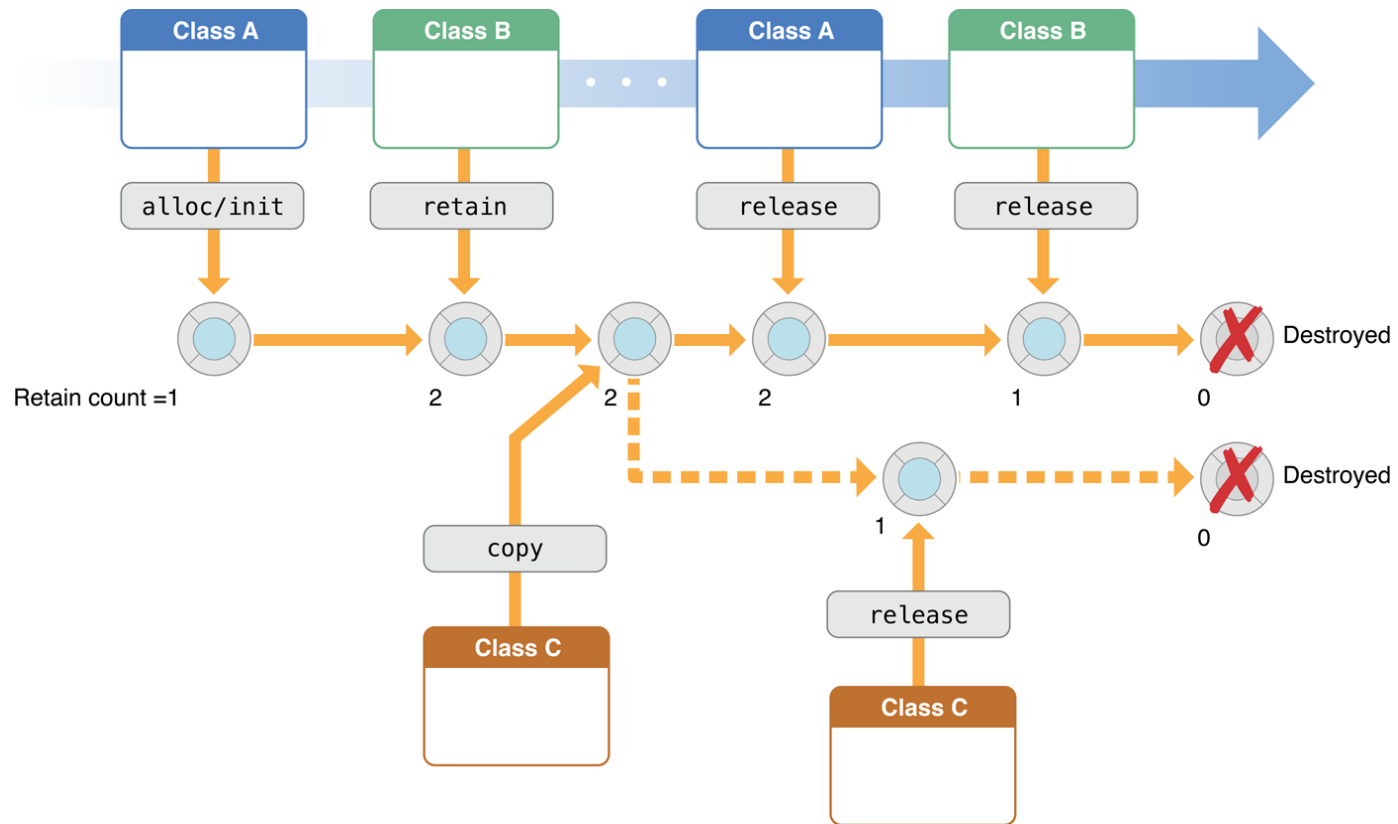 Class A
Class B
Class A
Class B
alloc/init
retain
release
release
Destroyed
Retain count =1
2
2
2
1
0
Destroyed
1
0
copy
release
Class C
Class C